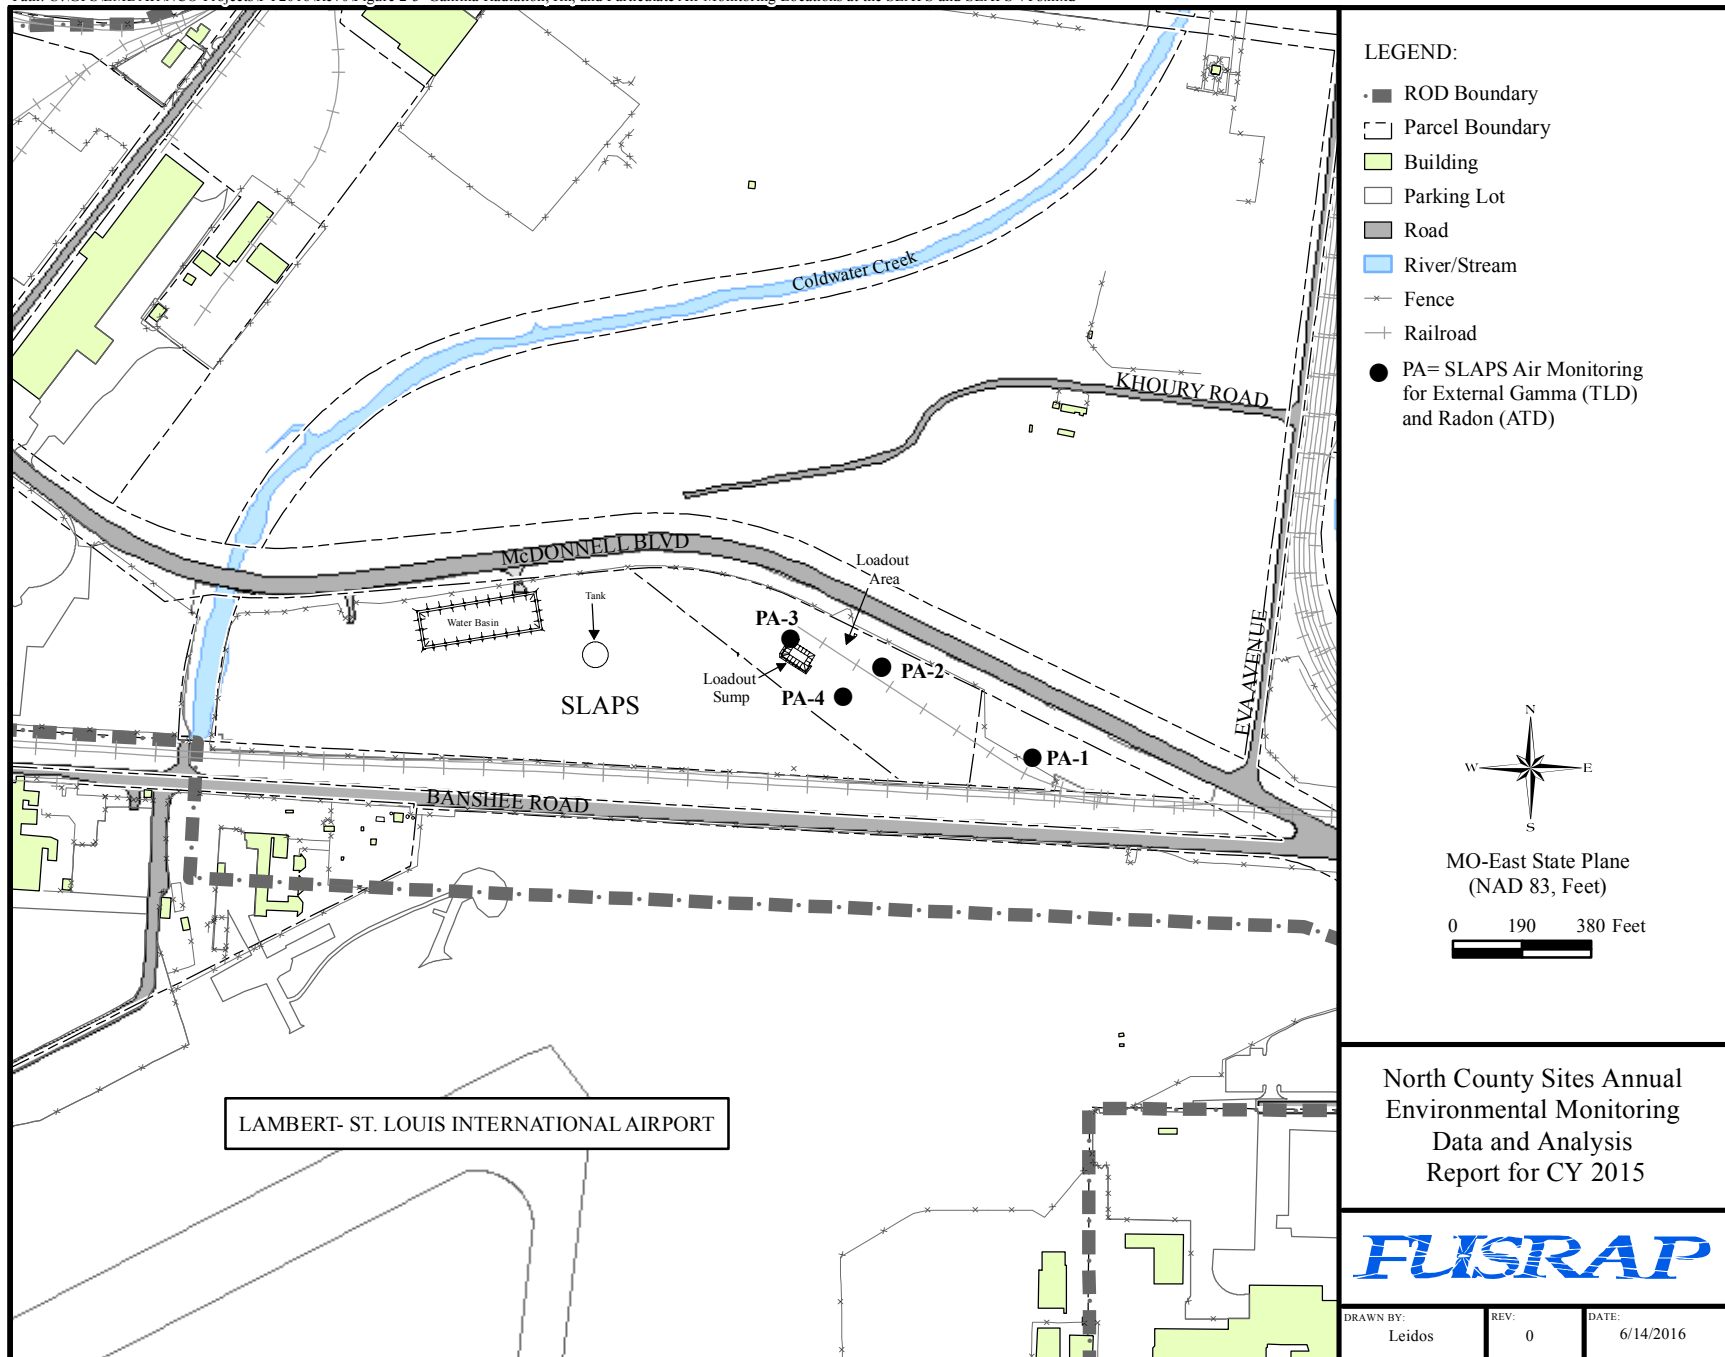 Coldwater Creek
KHOURY ROAD
McDONNELL BLVD
Loadout
Area
Tank
Water Basin
PA-3
PA-2
Loadout
Sump
PA-4
SLAPS
PA-1
EVA AVENUE
BANSHEE ROAD
LAMBERT- ST. LOUIS INTERNATIONAL AIRPORT
LEGEND:
ROD Boundary
Parcel Boundary
Building
Parking Lot
Road
River/Stream
Fence
Railroad
PA= SLAPS Air Monitoring
for External Gamma (TLD)
and Radon (ATD)
N
W E
S
MO-East State Plane
(NAD 83, Feet)
0 190 380 Feet
North County Sites Annual
Environmental Monitoring
Data and Analysis
Report for CY 2015
FUSRAP
DRAWN BY: REV: DATE:
Leidos 0 6/14/2016